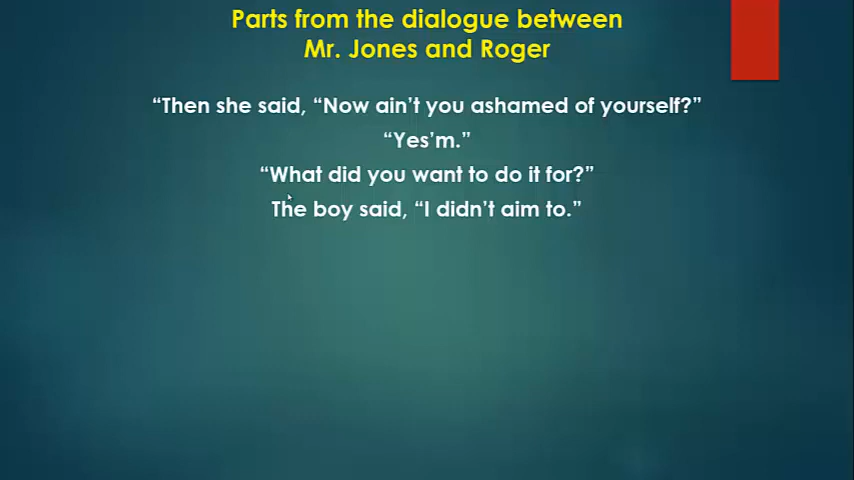 Parts from the dialogue between
Mr. Jones and Roger
“Then she said, “Now ain’t you ashamed of yourself?”
“Yes’m.”
“What did you want to do it for?”
The boy said, “I didn’t aim to.”